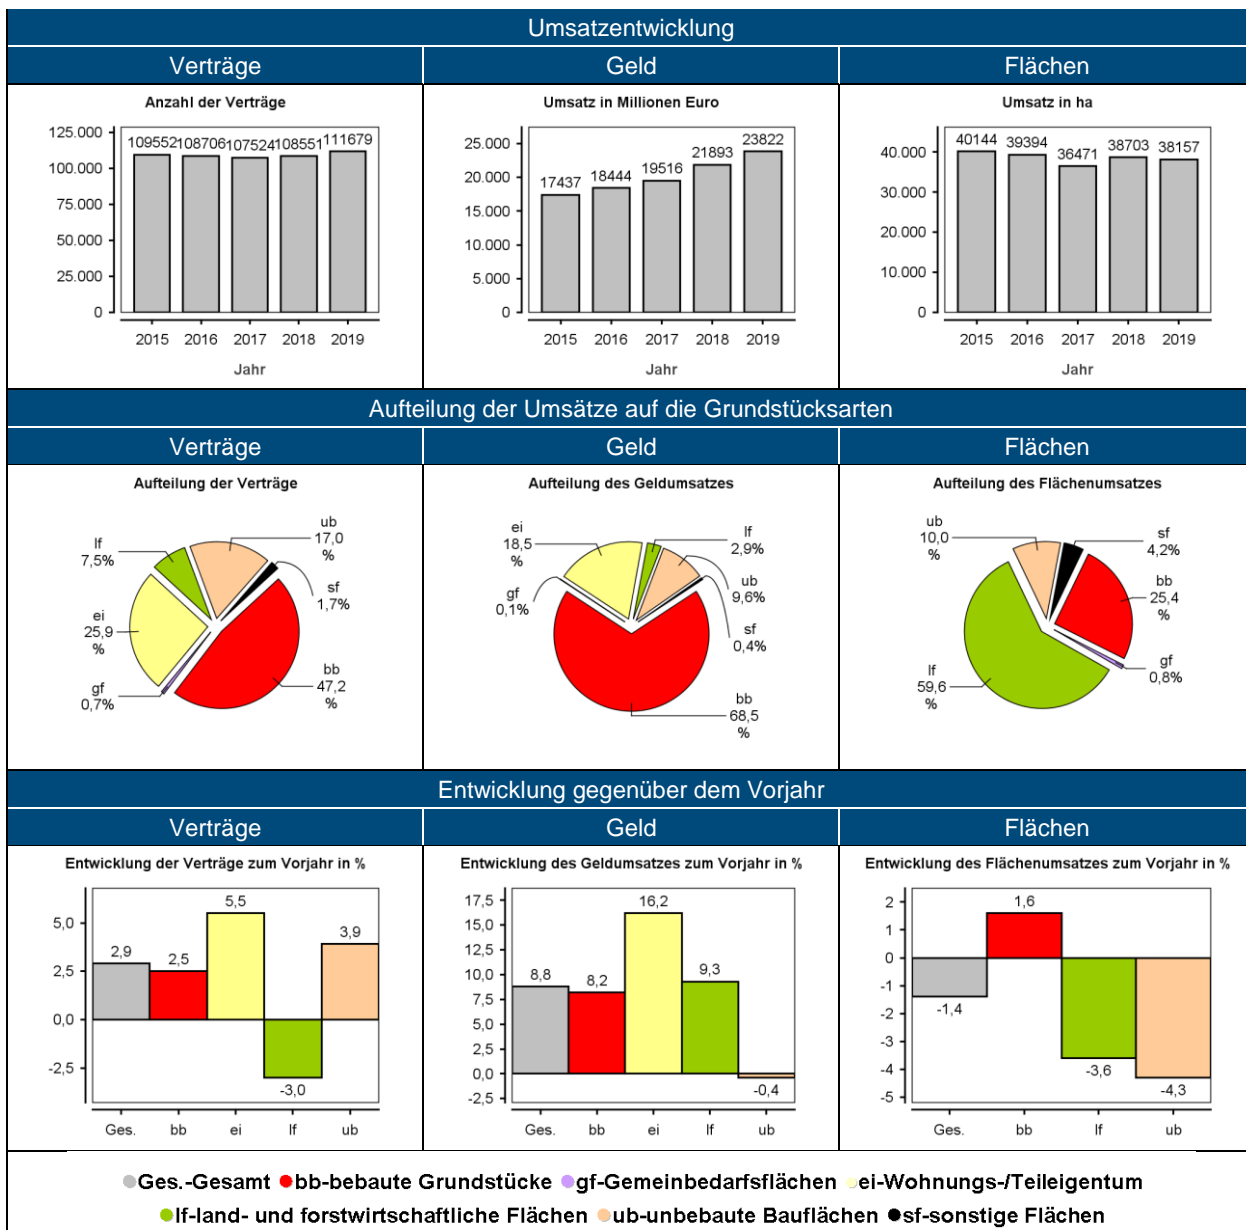 Umsatzentwicklung
Verträge
Geld
Flächen
Anzahl der Verträge
125.000
100.000
75.000
50.000
25.000
0
109552
108706
107524
108551
111679
2015 2016 2017 2018 2019
Jahr
Umsatz in Millionen Euro
25.000
20.000
15.000
10.000
5.000
0
17437
18444
19516
21893
23822
2015 2016 2017 2018 2019
Jahr
Umsatz in ha
40.000
30.000
20.000
10.000
0
40144
39394
36471
38703
38157
2015 2016 2017 2018 2019
Jahr
Aufteilung der Umsätze auf die Grundstücksarten
Verträge
Geld
Flächen
Aufteilung der Verträge
ub
17,0
%
lf
7,5%
sf
1,7%
ei
25,9
%
bb
47,2
%
gf
0,7%
Aufteilung des Geldumsatzes
ei
18,5
%
lf
2,9%
gf
0,1%
ub
9,6%
sf
0,4%
bb
68,5
%
Aufteilung des Flächenumsatzes
ub
10,0
%
sf
4,2%
bb
25,4
%
gf
0,8%
lf
59,6
%
Entwicklung gegenüber dem Vorjahr
Verträge
Geld
Flächen
Entwicklung der Verträge zum Vorjahr in %
5,0
2,5
0,0
-2,5
2,9
2,5
5,5
-3,0
3,9
Ges. bb ei lf ub
Entwicklung des Geldumsatzes zum Vorjahr in %
17,5
15,0
12,5
10,0
7,5
5,0
2,5
0,0
-2,5
8,8
8,2
16,2
9,3
-0,4
Ges. bb ei lf ub
Entwicklung des Flächenumsatzes zum Vorjahr in %
2
1
0
-1
-2
-3
-4
-5
-1,4
1,6
-3,6
-4,3
Ges. bb lf ub
Ges.-Gesamt bb-bebaute Grundstücke gf-Gemeinbedarfsflächen ei-Wohnungs-/Teileigentum
lf-land- und forstwirtschaftliche Flächen ub-unbebaute Bauflächen sf-sonstige Flächen